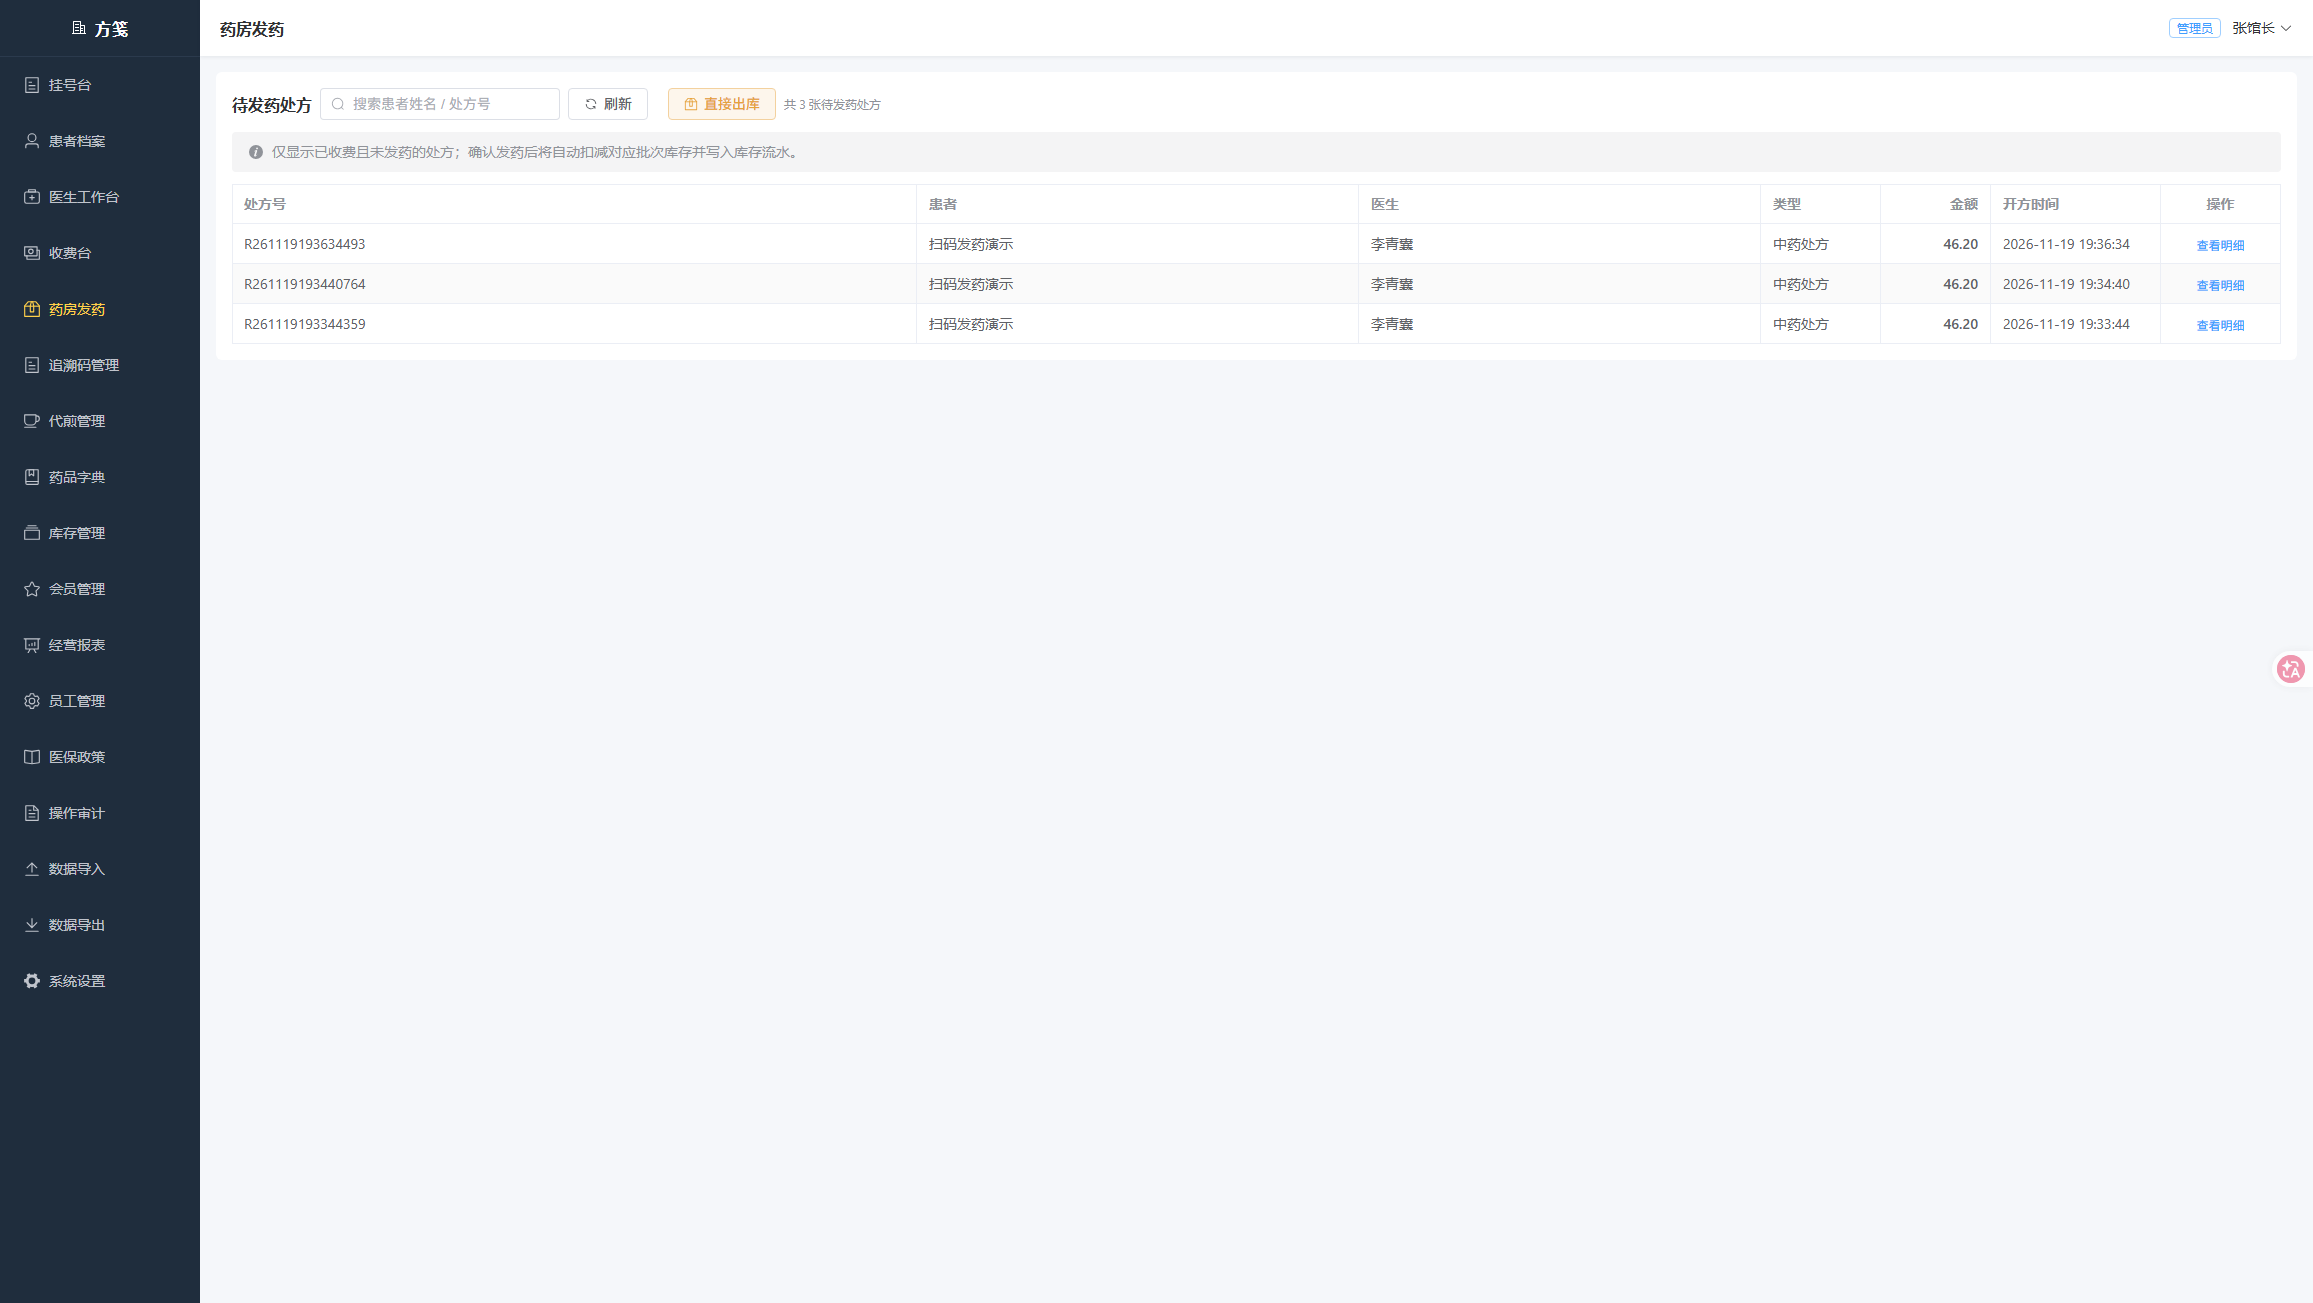 方笺
药房发药
管理员 张馆长
挂号台
患者档案
医生工作台
收费台
药房发药
追溯码管理
代煎管理
药品字典
库存管理
会员管理
经营报表
员工管理
医保政策
操作审计
数据导入
数据导出
系统设置
待发药处方 搜索患者姓名 / 处方号 刷新 直接出库 共 3 张待发药处方
仅显示已收费且未发药的处方；确认发药后将自动扣减对应批次库存并写入库存流水。
处方号 患者 医生 类型 金额 开方时间 操作
R261119193634493 扫码发药演示 李青囊 中药处方 46.20 2026-11-19 19:36:34 查看明细
R261119193440764 扫码发药演示 李青囊 中药处方 46.20 2026-11-19 19:34:40 查看明细
R261119193344359 扫码发药演示 李青囊 中药处方 46.20 2026-11-19 19:33:44 查看明细